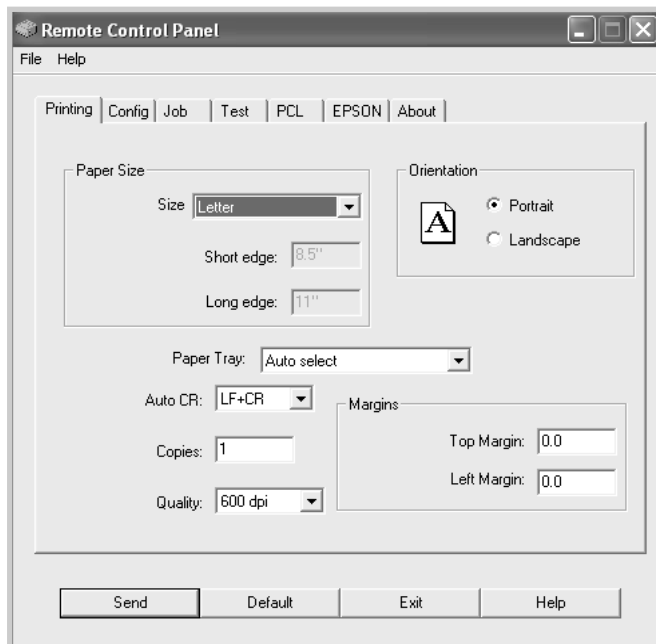 Remote Control Panel
File Help
Printing Config Job Test PCL EPSON About
Paper Size
Size Letter
Short edge: 8.5"
Long edge: 11"
Orientation
A
Portrait
Landscape
Paper Tray: Auto select
Auto CR: LF+CR
Copies: 1
Quality: 600 dpi
Margins
Top Margin: 0.0
Left Margin: 0.0
Send Default Exit Help